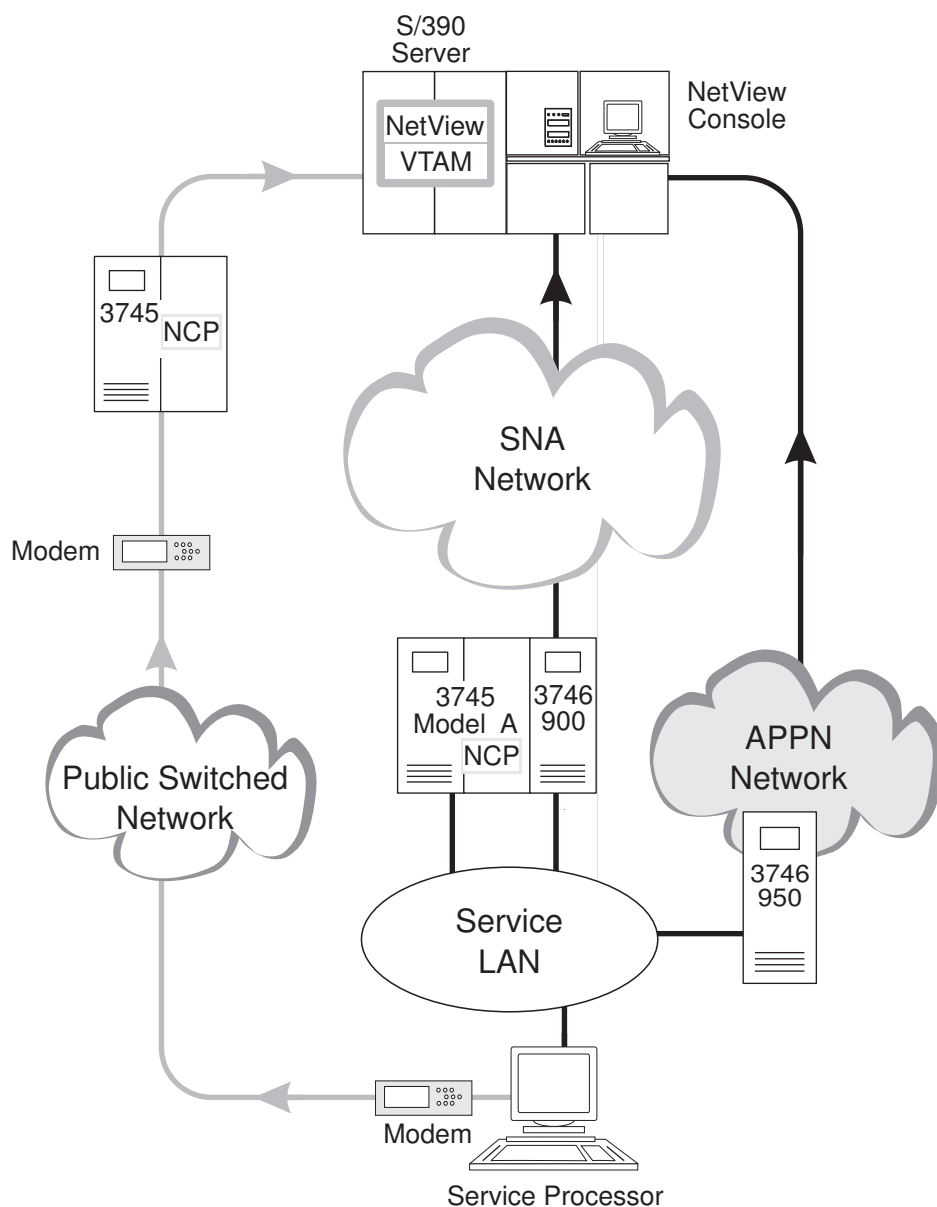 S/390
Server
NetView
VTAM
NetView
Console
3745
NCP
SNA
Network
Modem
3745
Model A
NCP
3746
900
APPN
Network
Public Switched
Network
3746
950
Service
LAN
Modem
Service Processor